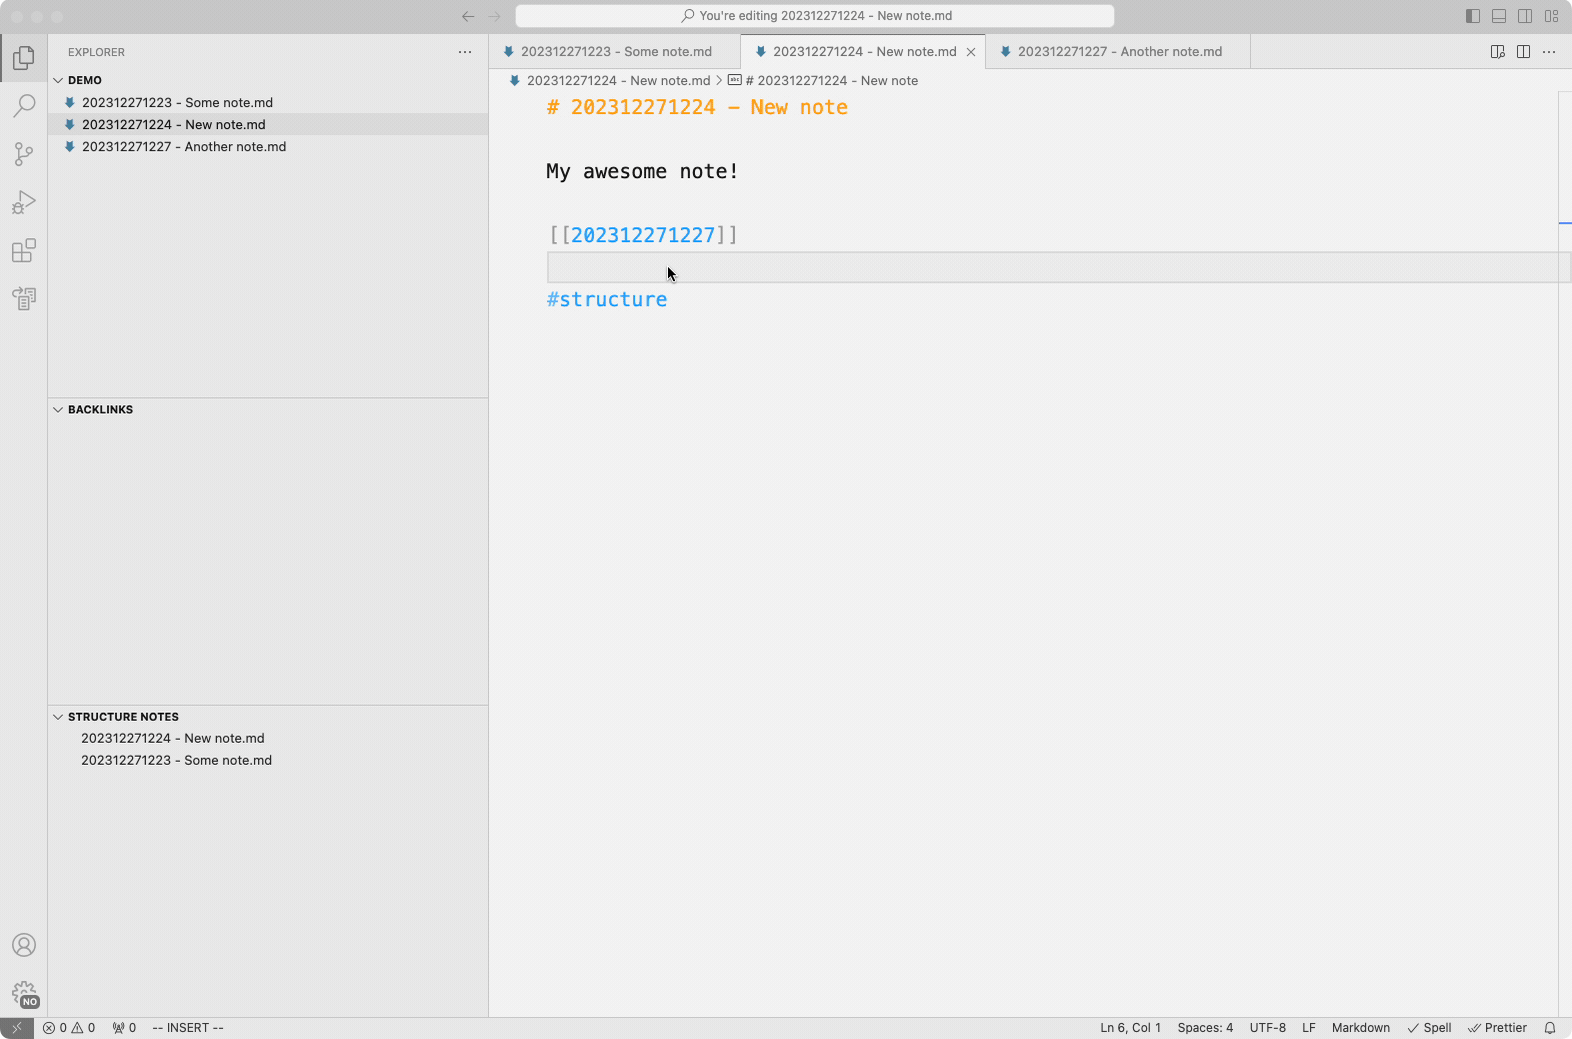 You're editing 202312271224 - New note.md
EXPLORER
DEMO
202312271223 - Some note.md
202312271224 - New note.md
202312271227 - Another note.md
BACKLINKS
STRUCTURE NOTES
202312271224 - New note.md
202312271223 - Some note.md
202312271223 - Some note.md
202312271224 - New note.md
202312271227 - Another note.md
202312271224 - New note.md
abc # 202312271224 - New note
# 202312271224 - New note
My awesome note!
[[202312271227]]
#structure
NO
0 0 0 -- INSERT --
Ln 6, Col 1 Spaces: 4 UTF-8 LF Markdown Spell Prettier